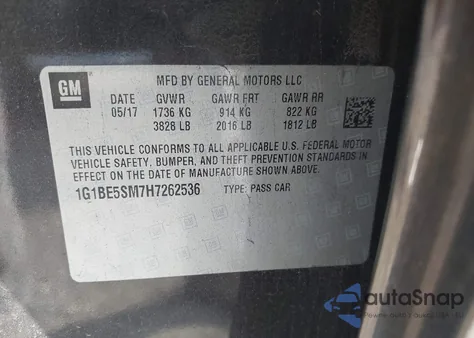 GM
MFD BY GENERAL MOTORS LLC
DATE GVWR GAWR FRT GAWR RR
05/17 1736 KG 914 KG 822 KG
3828 LB 2016 LB 1812 LB
THIS VEHICLE CONFORMS TO ALL APPLICABLE U.S. FEDERAL MOTOR
VEHICLE SAFETY, BUMPER, AND THEFT PREVENTION STANDARDS IN
EFFECT ON THE DATE OF MANUFACTURE SHOWN ABOVE.
1G1BE5SM7H7262536 TYPE: PASS CAR
autaSnap